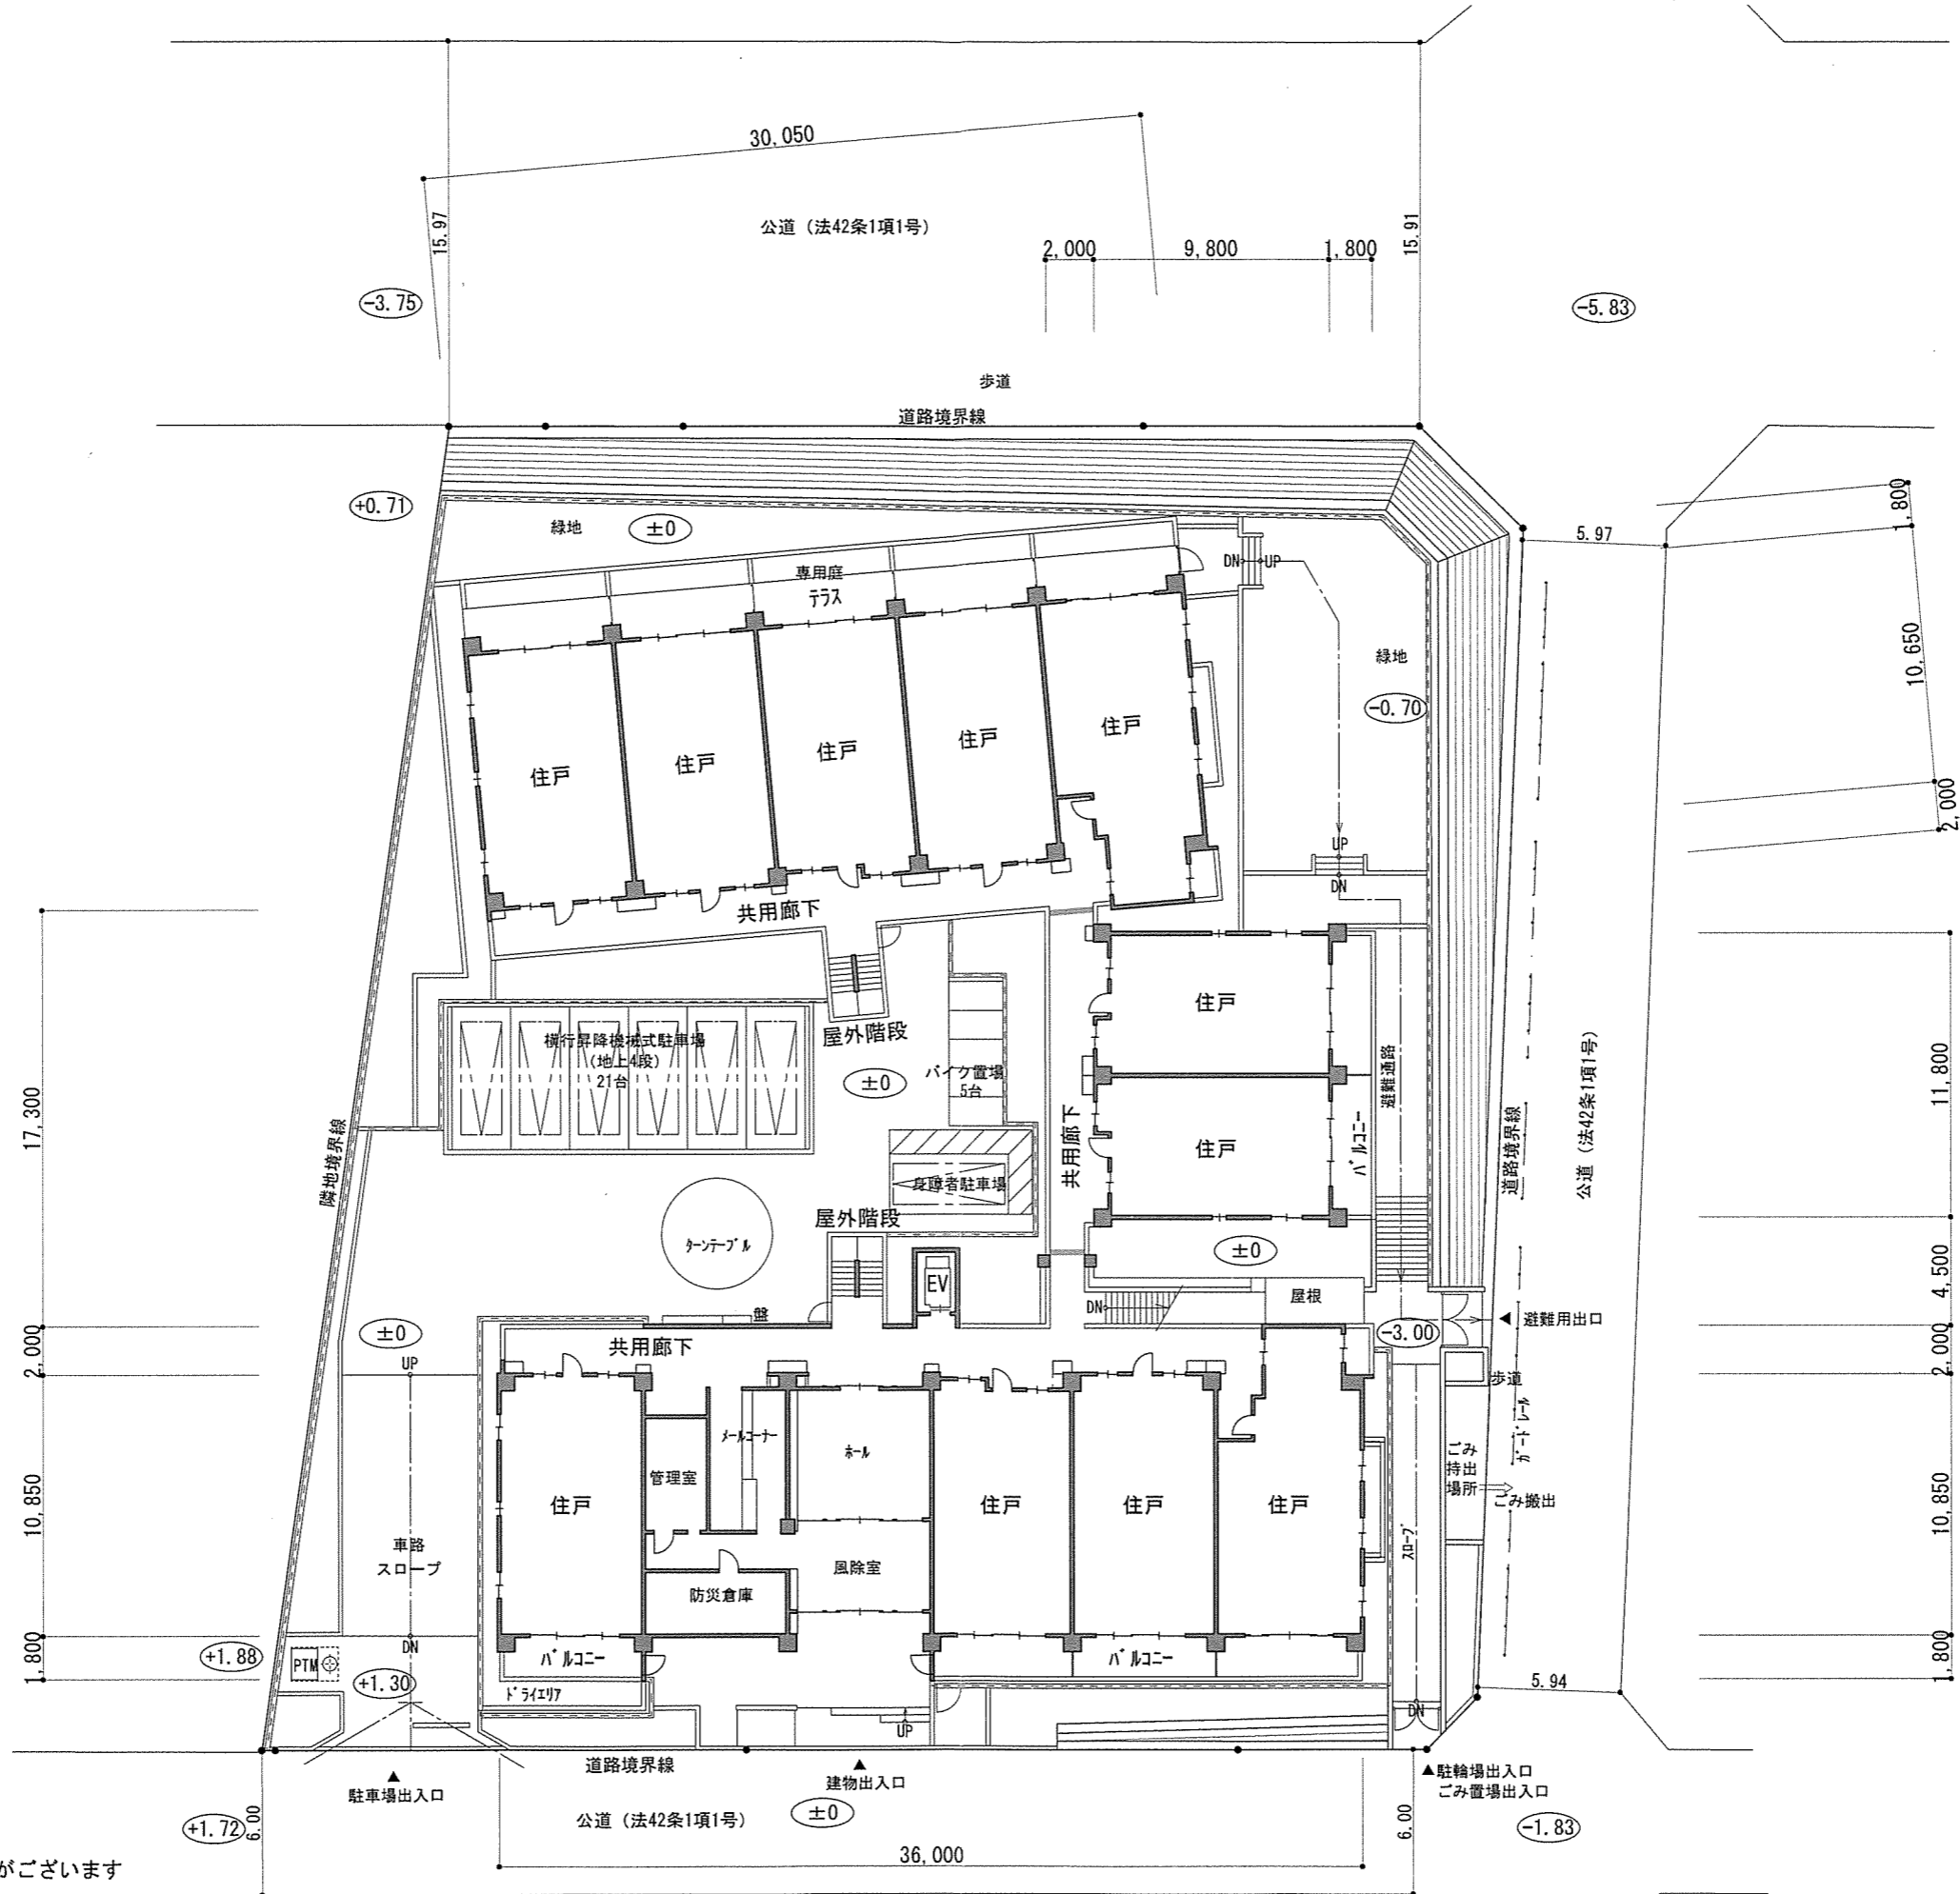 30,050
公道（法42条1項1号）
15.97
15.91
2,000
9,800
1,800
-3.75
-5.83
歩道
道路境界線
+0.71
緑地
±0
専用庭
テラス
DN
UP
5.97
1,800
10,650
2,000
緑地
-0.70
住戸
住戸
住戸
住戸
住戸
UP
DN
共用廊下
屋外階段
横行昇降機械式駐車場
（地上4段）
21台
±0
バイク置場
5台
住戸
共用廊下
住戸
バルコニー
避難通路
道路境界線
公道（法42条1項1号）
17,300
11,800
隣地境界線
身障者駐車場
屋外階段
ターンテーブル
±0
EV
盤
DN
屋根
4,500
-3.00
避難用出口
±0
共用廊下
UP
2,000
2,000
歩道
ガードレール
メールコーナー
ホール
管理室
住戸
住戸
住戸
住戸
ごみ
持出
場所
ごみ搬出
10,850
10,850
車路
スロープ
風除室
防災倉庫
スロープ
DN
バルコニー
バルコニー
1,800
1,800
+1.88
PTM
+1.30
ドライエリア
5.94
UP
DN
道路境界線
駐車場出入口
建物出入口
駐輪場出入口
ごみ置場出入口
公道（法42条1項1号）
±0
+1.72
6.00
6.00
-1.83
36,000
がございます